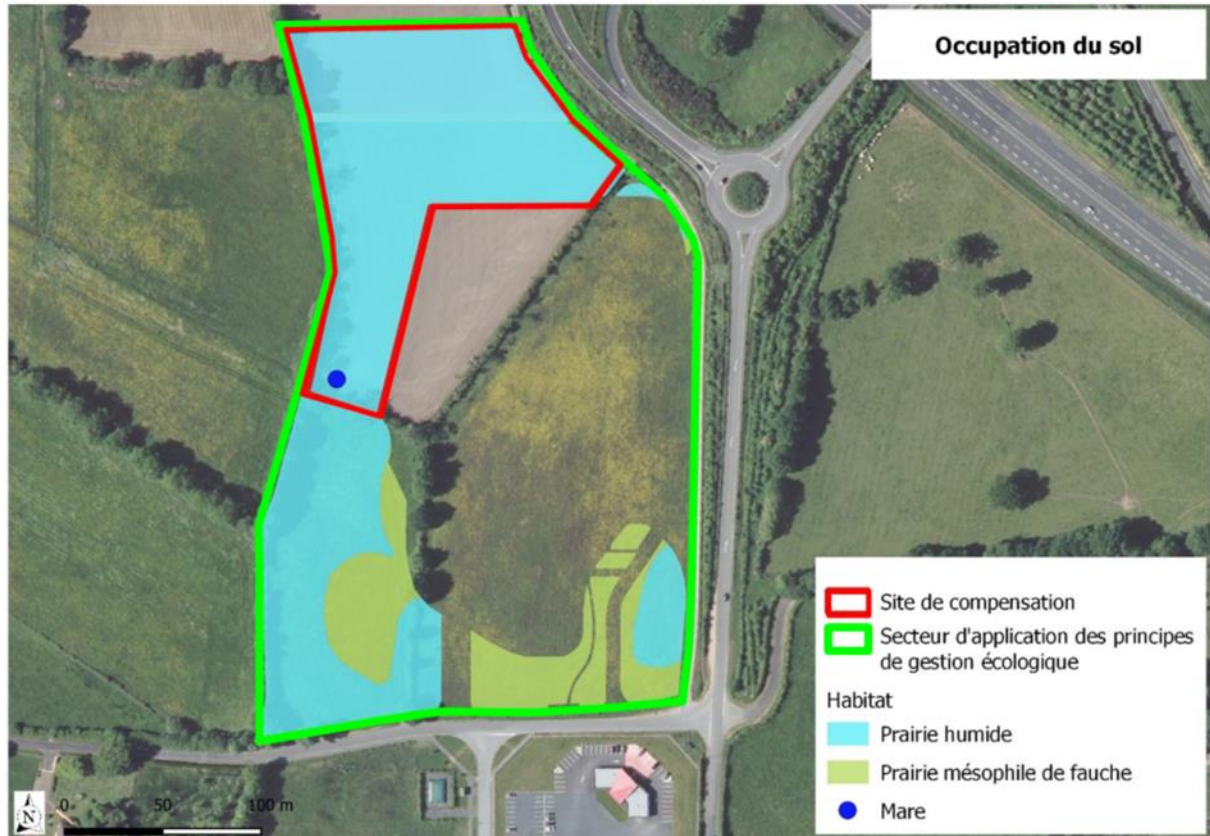 Occupation du sol
Site de compensation
Secteur d'application des principes
de gestion écologique
Habitat
Prairie humide
Prairie mésophile de fauche
Mare
N
0 50 100 m